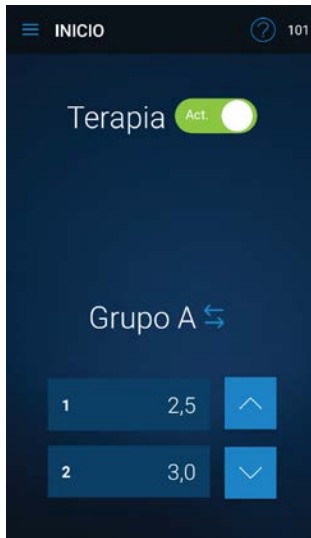 INICIO 101
Terapia Act.
Grupo A
1 2,5
2 3,0